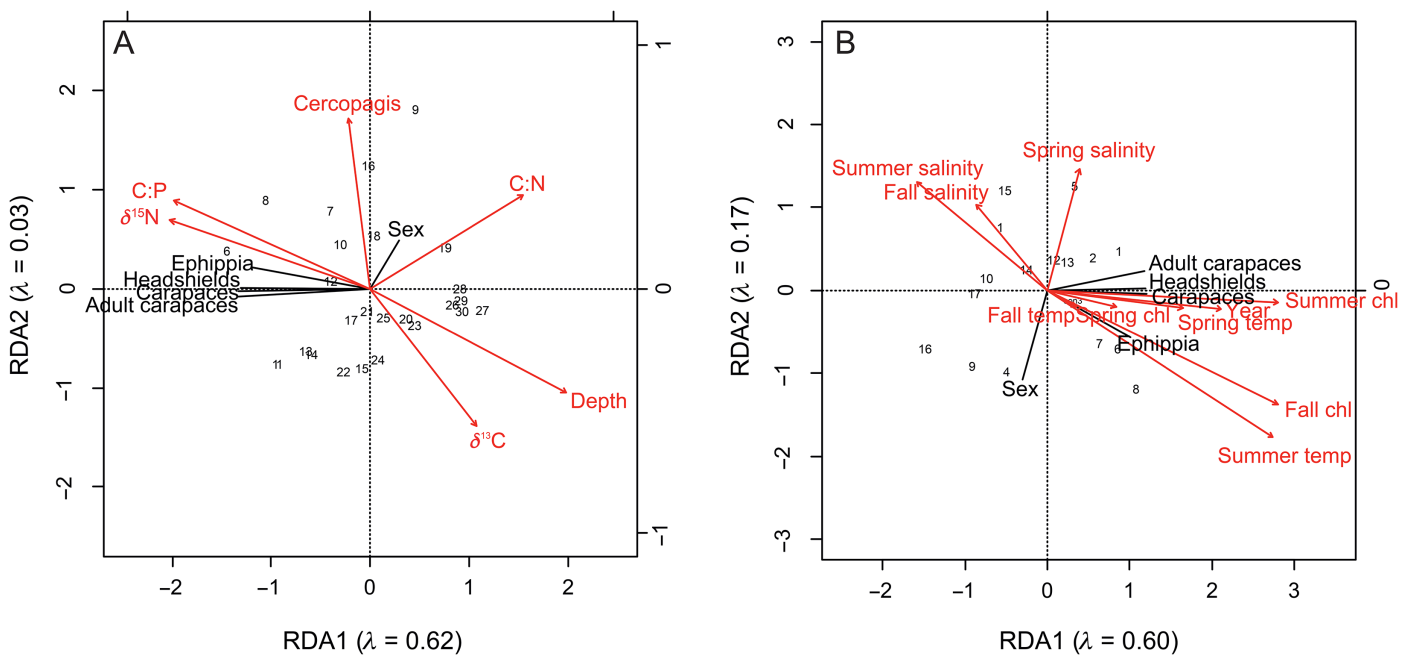 A
B
RDA2 (λ = 0.03)
2
1
0
−1
−2
1
0
−1
Cercopagis
9
16
C:N
C:P
δ¹⁵N
8
7
Sex
18
10
19
6
Ephippia
12
Headshields
Carapaces
Adult carapaces
28
29
26
30
27
21
17
25
20
23
13
14
11
24
15
22
Depth
δ¹³C
−2
−1
0
1
2
RDA1 (λ = 0.62)
RDA2 (λ = 0.17)
3
2
1
0
−1
−2
−3
0
Spring salinity
Summer salinity
Fall salinity
15
5
1
1
2
12
13
14
10
17
Adult carapaces
Headshields
Carapaces
Summer chl
Year
Fall temp
Spring chl
Spring temp
Ephippia
7
6
16
9
4
8
Sex
Fall chl
Summer temp
−2
−1
0
1
2
3
RDA1 (λ = 0.60)